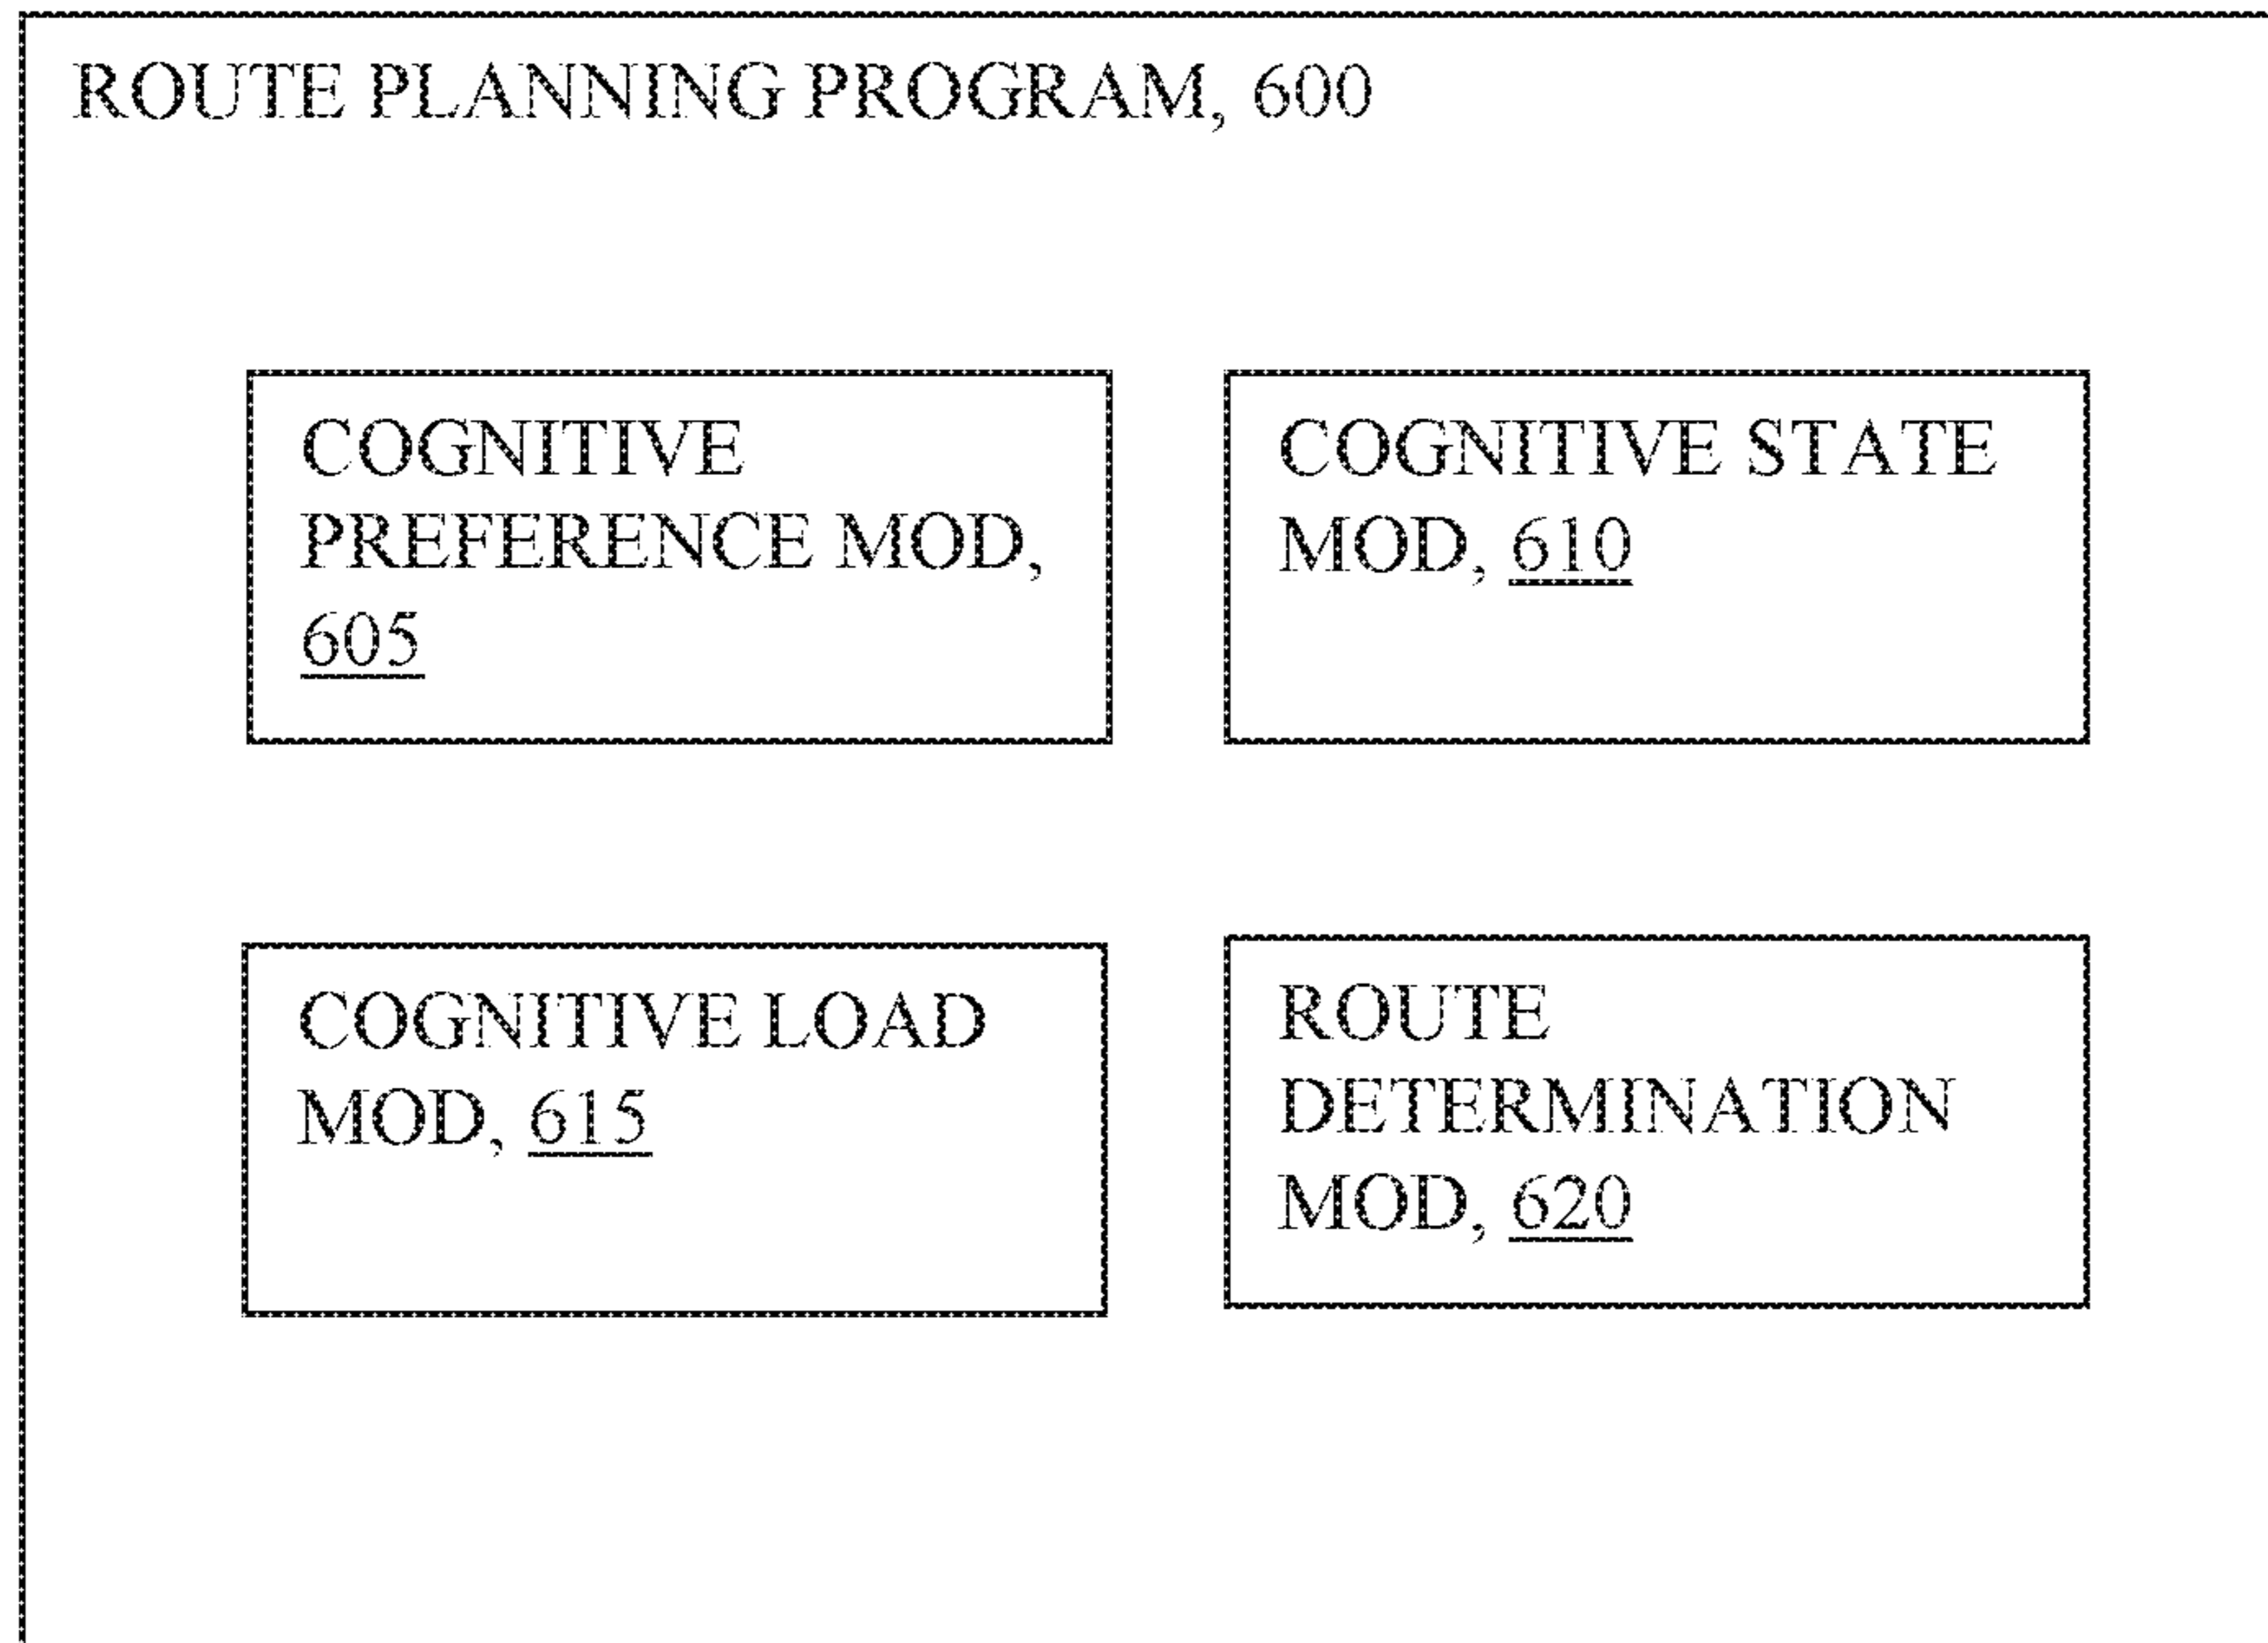 ROUTE PLANNING PROGRAM, 600
COGNITIVE
PREFERENCE MOD,
605
COGNITIVE STATE
MOD, 610
COGNITIVE LOAD
MOD, 615
ROUTE
DETERMINATION
MOD, 620